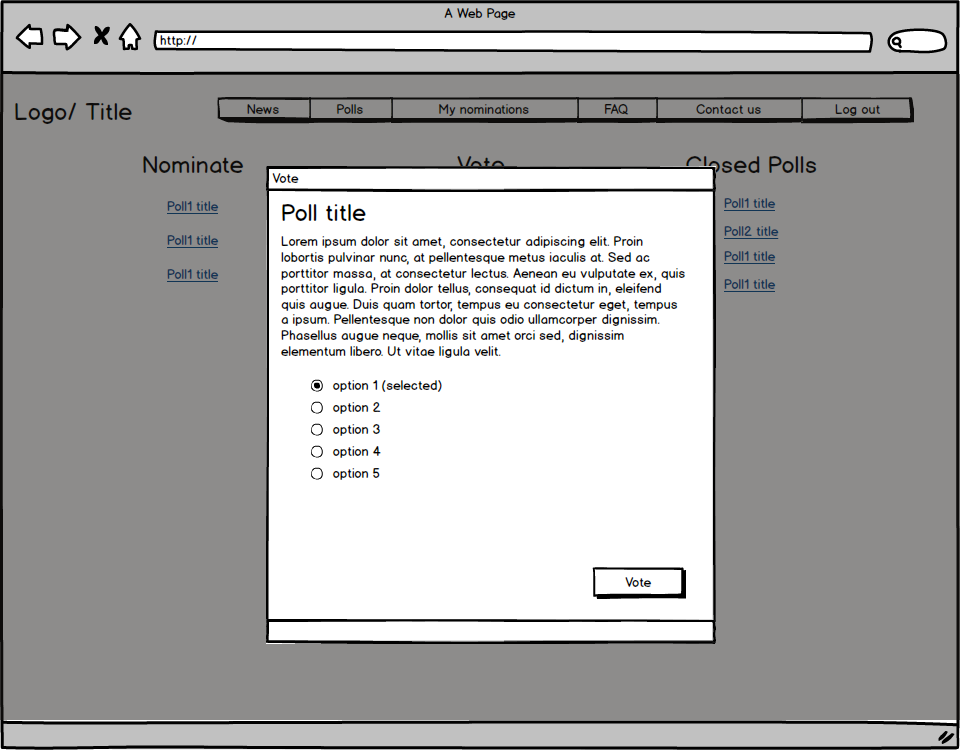 A Web Page
http://
Logo/ Title
News
Polls
My nominations
FAQ
Contact us
Log out
Nominate
Vote
Closed Polls
Poll1 title
Poll1 title
Poll1 title
Vote
Poll title
Lorem ipsum dolor sit amet, consectetur adipiscing elit. Proin
lobortis pulvinar nunc, at pellentesque metus iaculis at. Sed ac
porttitor massa, at consectetur lectus. Aenean eu vulputate ex, quis
porttitor ligula. Proin dolor tellus, consequat id dictum in, eleifend
quis augue. Duis quam tortor, tempus eu consectetur eget, tempus
a ipsum. Pellentesque non dolor quis odio ullamcorper dignissim.
Phasellus augue neque, mollis sit amet orci sed, dignissim
elementum libero. Ut vitae ligula velit.
option 1 (selected)
option 2
option 3
option 4
option 5
Vote
Poll1 title
Poll2 title
Poll1 title
Poll1 title